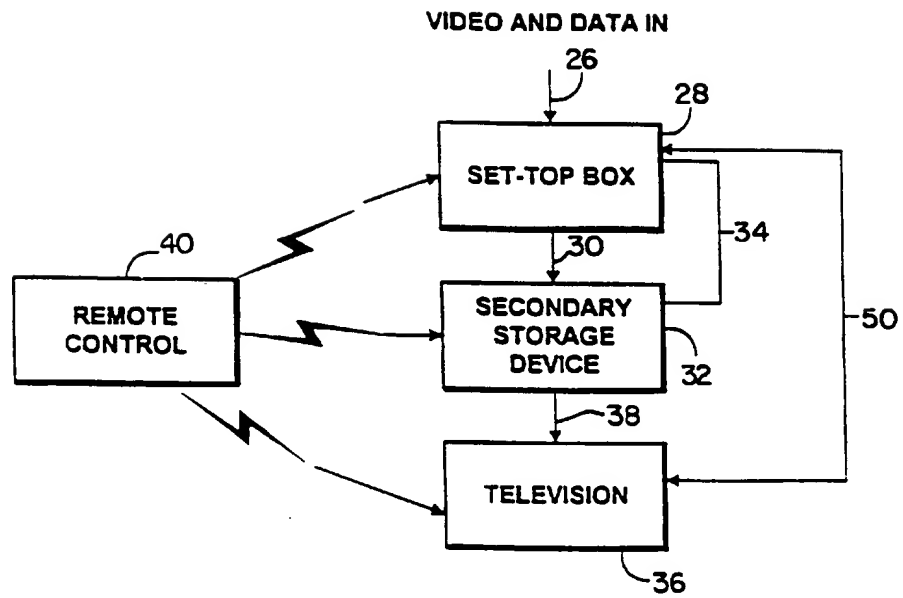 VIDEO AND DATA IN
26
28
SET-TOP BOX
34
30
40
REMOTE
CONTROL
SECONDARY
STORAGE
DEVICE
50
32
38
TELEVISION
36